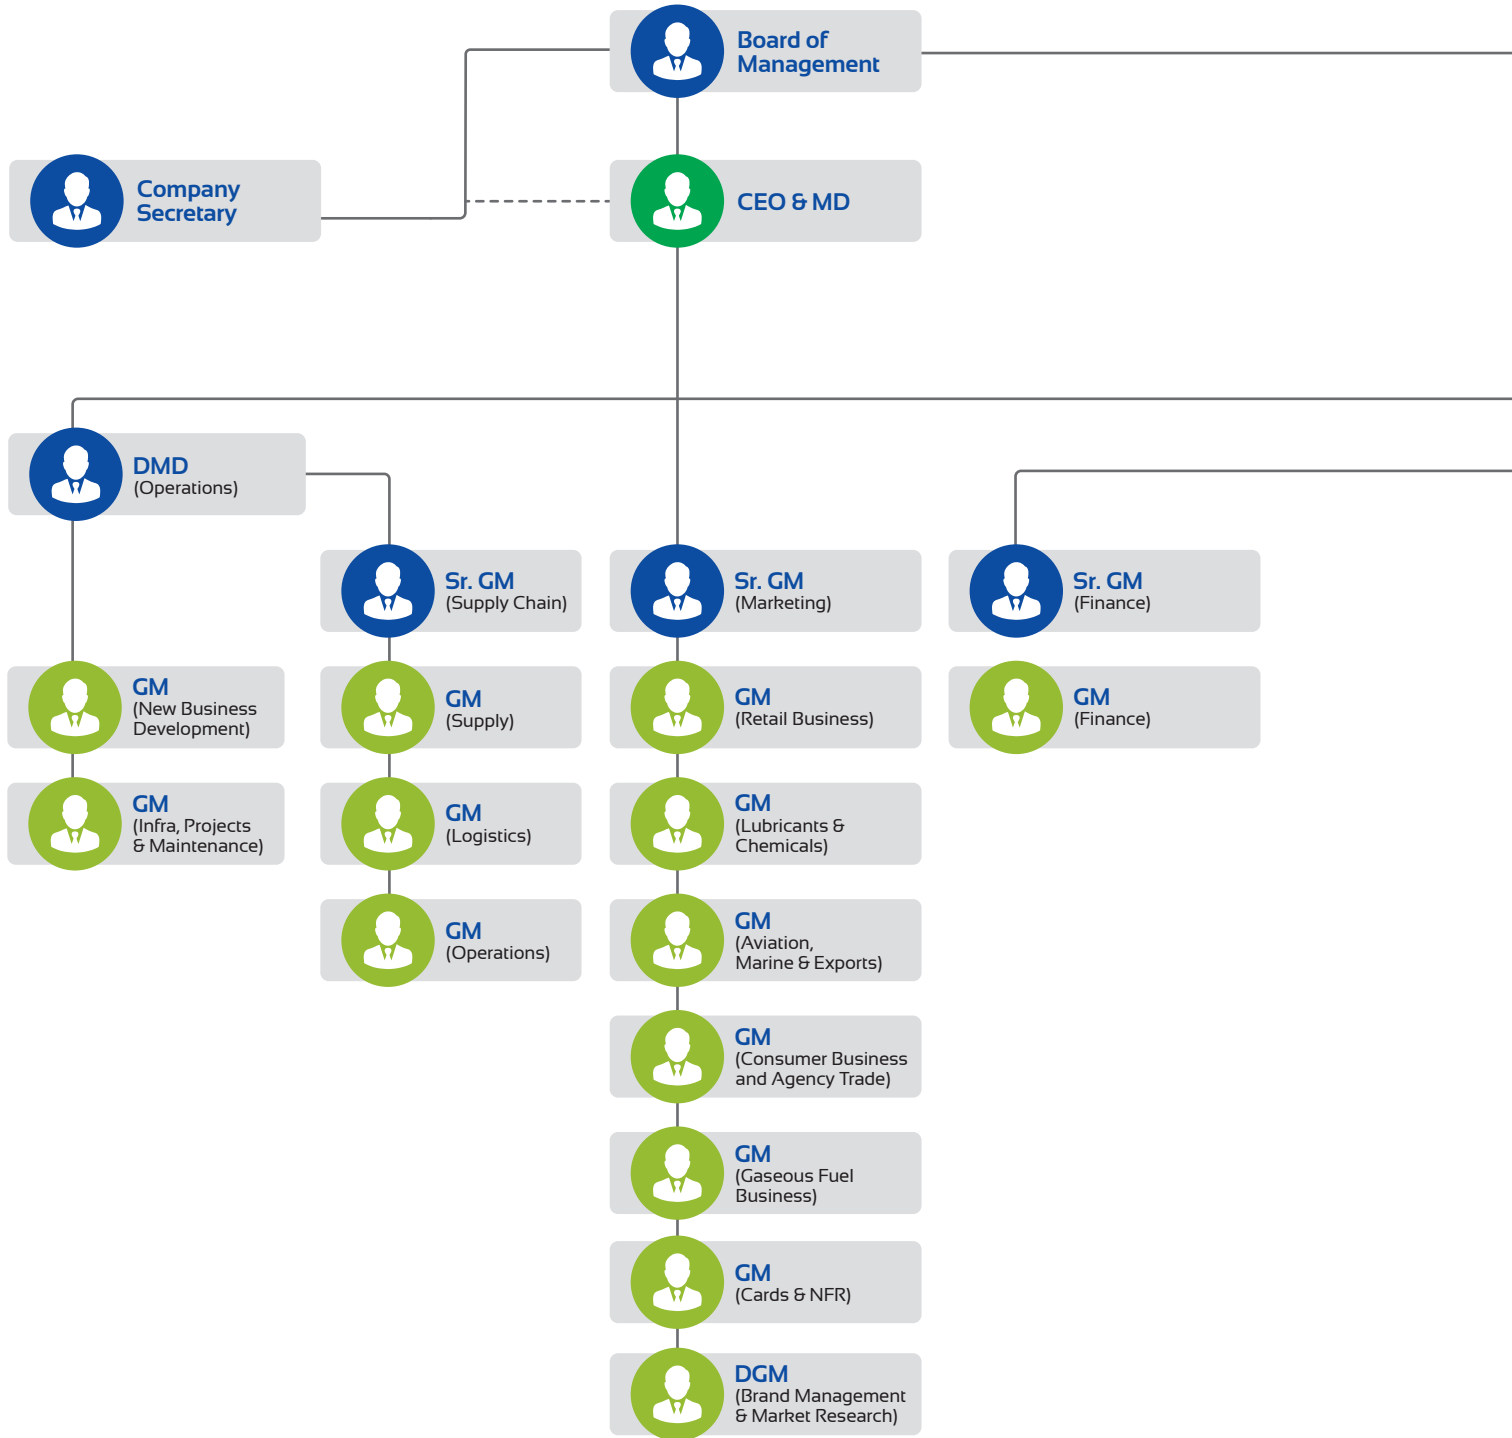 Board of
Management
Company
Secretary
CEO & MD
DMD
(Operations)
Sr. GM
(Supply Chain)
Sr. GM
(Marketing)
Sr. GM
(Finance)
GM
(New Business
Development)
GM
(Supply)
GM
(Retail Business)
GM
(Finance)
GM
(Infra, Projects
& Maintenance)
GM
(Logistics)
GM
(Lubricants &
Chemicals)
GM
(Operations)
GM
(Aviation,
Marine & Exports)
GM
(Consumer Business
and Agency Trade)
GM
(Gaseous Fuel
Business)
GM
(Cards & NFR)
DGM
(Brand Management
& Market Research)